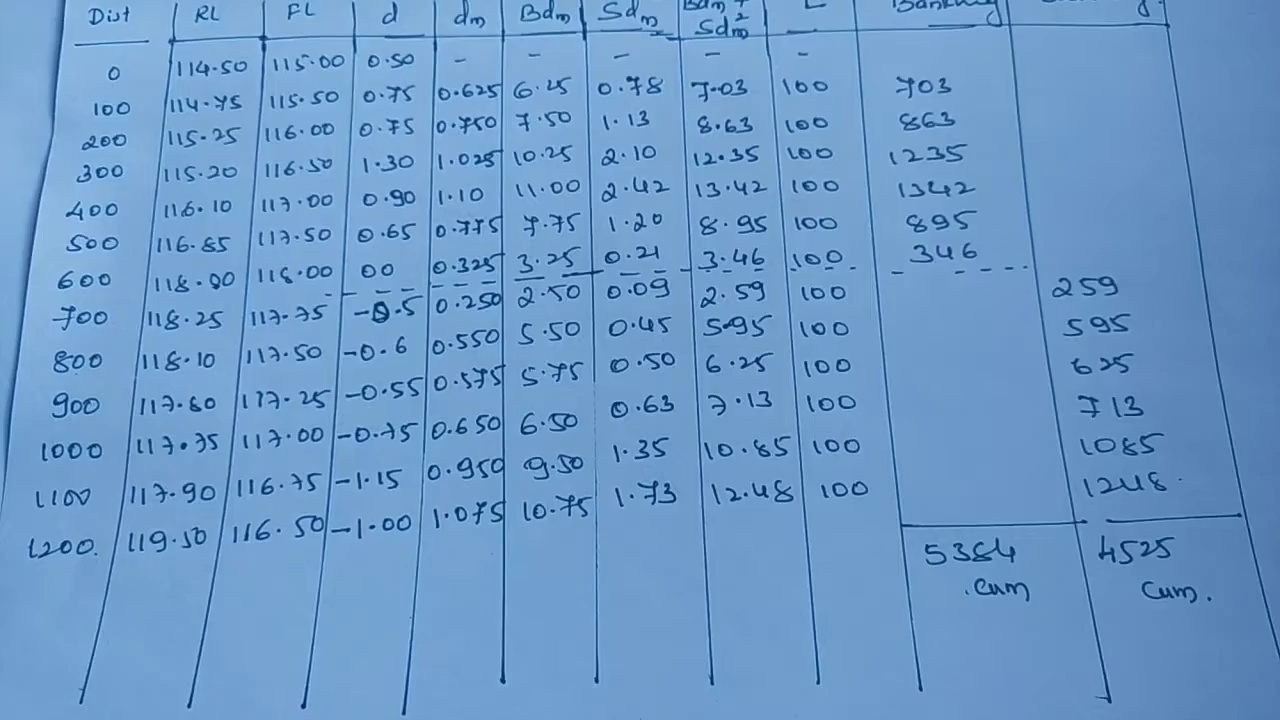 Dist RL FL d dm Bdm Sdm² Bdm + Sdm² L Banking
0 114.50 115.00 0.50 - - - - -
100 114.75 115.50 0.75 0.625 6.25 0.78 7.03 100 703
200 115.25 116.00 0.75 0.750 7.50 1.13 8.63 100 863
300 115.20 116.50 1.30 1.025 10.25 2.10 12.35 100 1235
400 116.10 117.00 0.90 1.10 11.00 2.42 13.42 100 1342
500 116.85 117.50 0.65 0.775 7.75 1.20 8.95 100 895
600 118.00 118.00 00 0.325 3.25 0.21 3.46 100 346
700 118.25 117.75 -0.5 0.250 2.50 0.09 2.59 100 259
800 118.10 117.50 -0.6 0.550 5.50 0.45 5.95 100 595
900 117.80 117.25 -0.55 0.575 5.75 0.50 6.25 100 625
1000 117.75 117.00 -0.75 0.650 6.50 0.63 7.13 100 713
1100 117.90 116.75 -1.15 0.950 9.50 1.35 10.85 100 1085
1200. 119.50 116.50 -1.00 1.075 10.75 1.73 12.48 100 1248.
5384 4525
.Cum Cum.